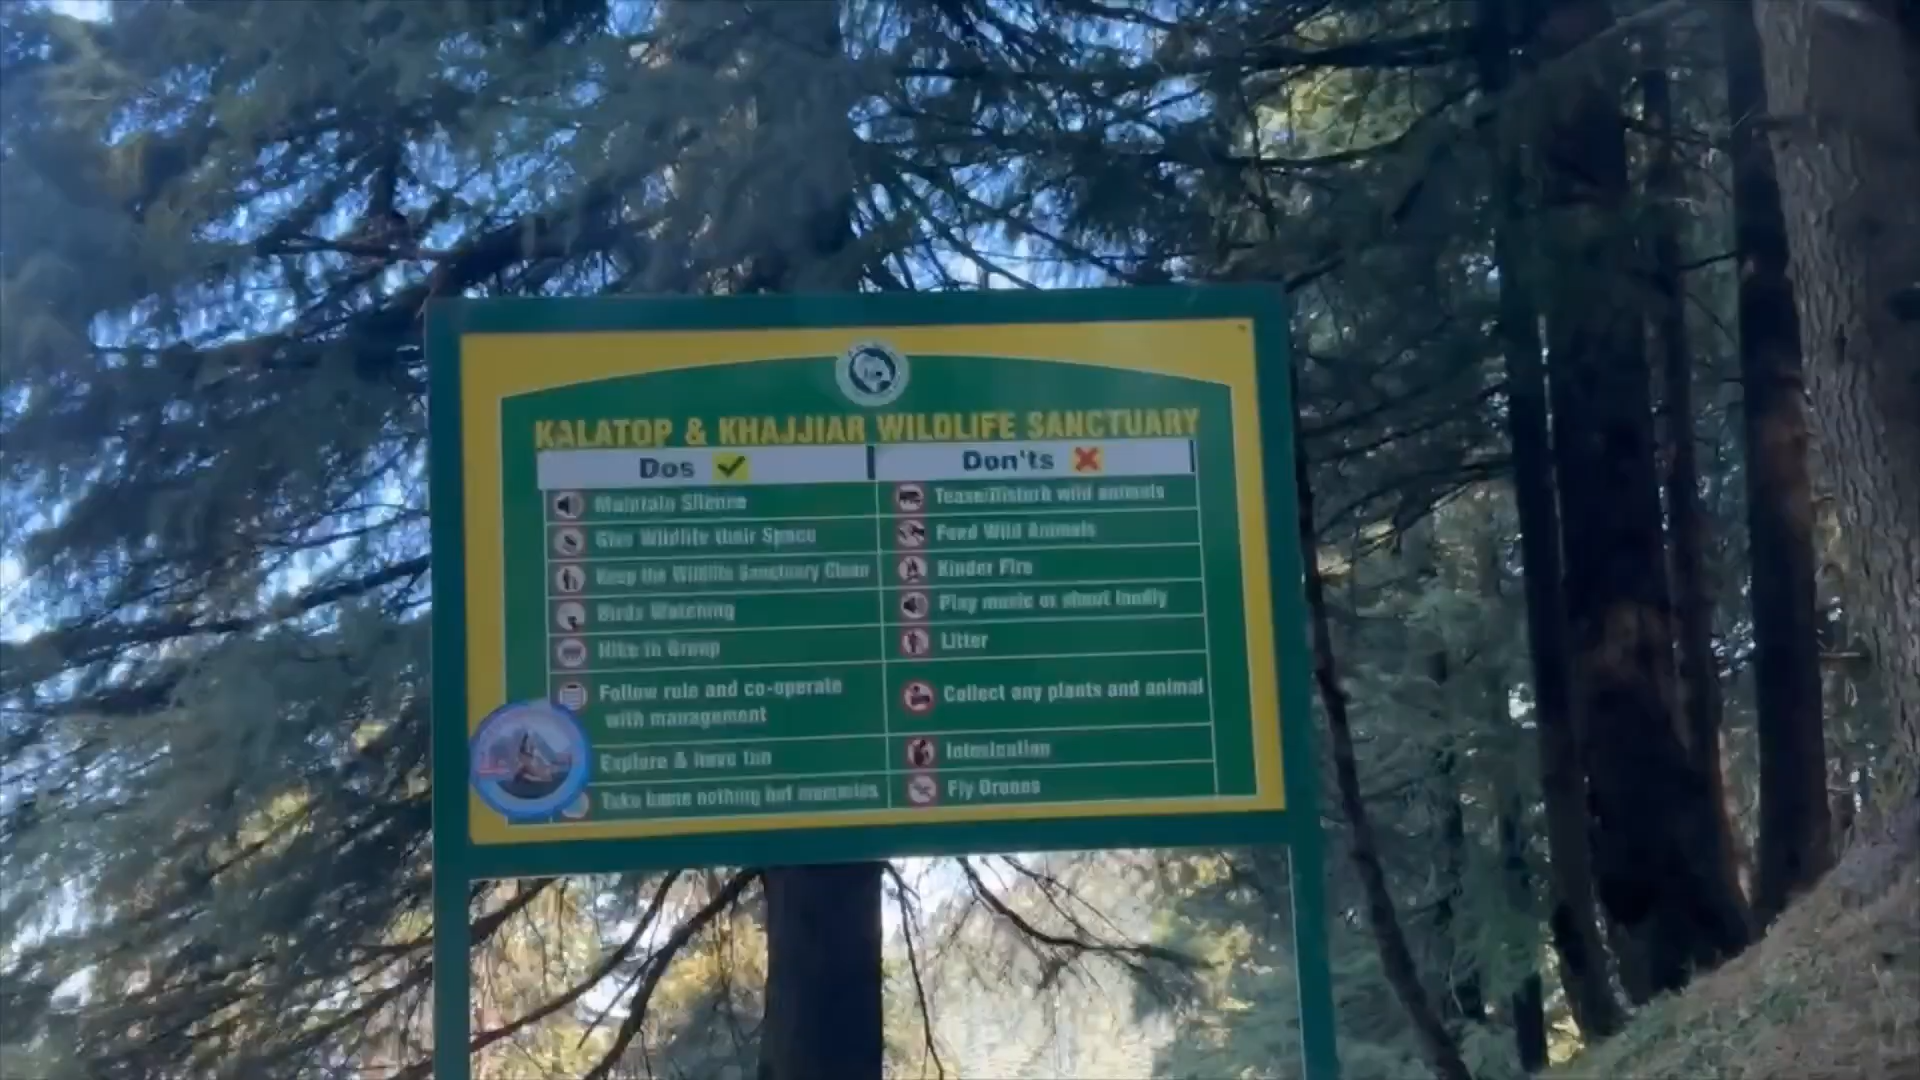 KALATOP & KHAJJIAR WILDLIFE SANCTUARY
Dos
Don'ts
Maintain Silence
Tease/Disturb wild animals
Give Wildlife their Space
Feed Wild Animals
Keep the Wildlife Sanctuary Clean
Kinder Fire
Birds Watching
Play music or shout loudly
Hike in Group
Litter
Follow rule and co-operate
with management
Collect any plants and animal
Explore & have fun
Intoxication
Take home nothing but memories
Fly Drones